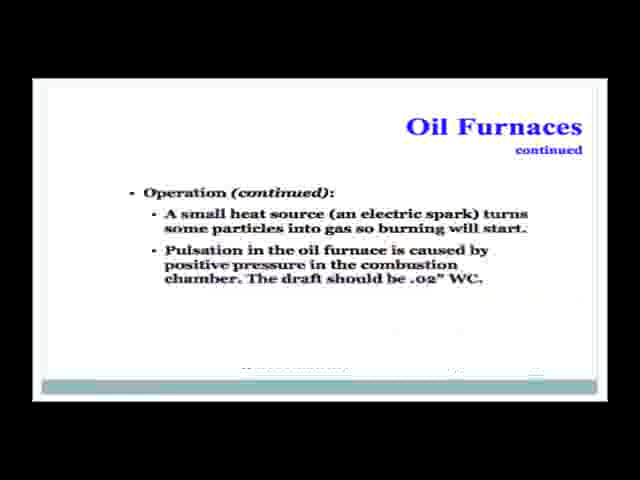 Oil Furnaces
continued
• Operation (continued):
• A small heat source (an electric spark) turns
some particles into gas so burning will start.
• Pulsation in the oil furnace is caused by
positive pressure in the combustion
chamber. The draft should be .02" WC.